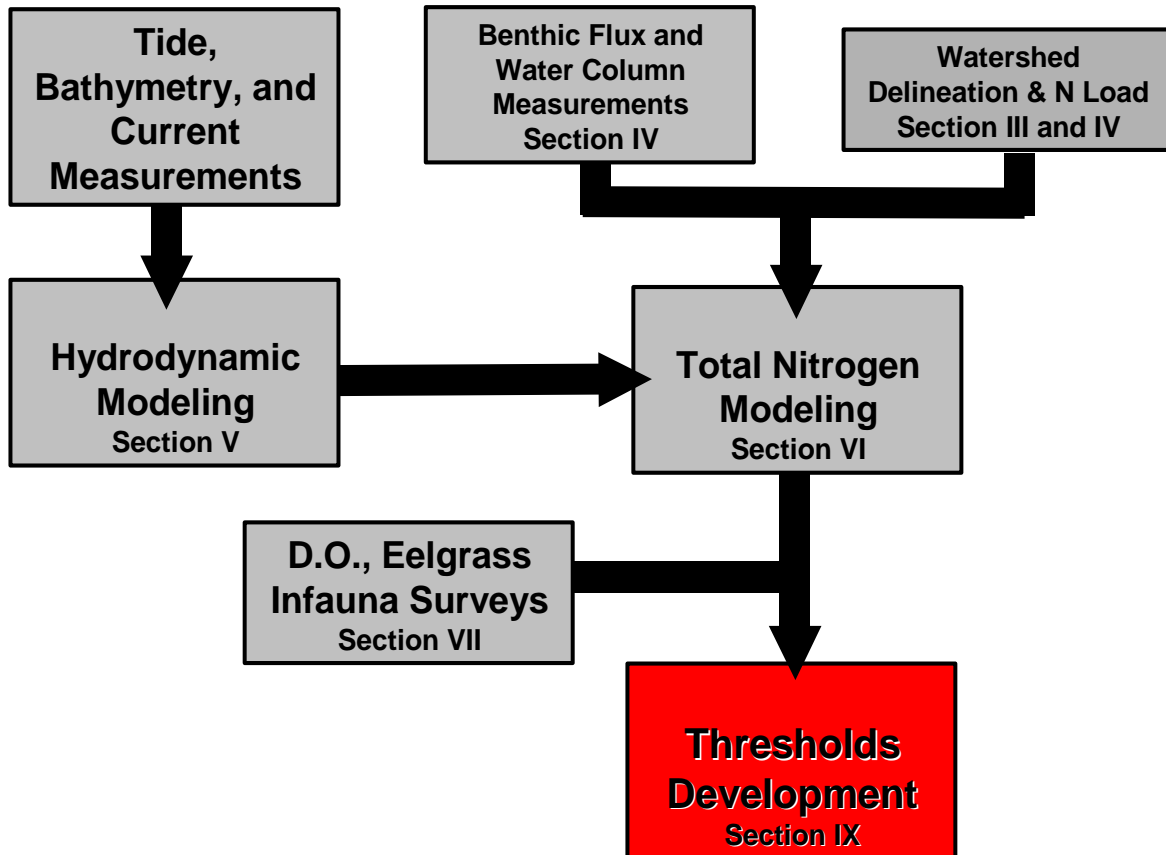 Tide,
Bathymetry, and
Current
Measurements
Benthic Flux and
Water Column
Measurements
Section IV
Watershed
Delineation & N Load
Section III and IV
Hydrodynamic
Modeling
Section V
Total Nitrogen
Modeling
Section VI
D.O., Eelgrass
Infauna Surveys
Section VII
Thresholds
Development
Section IX